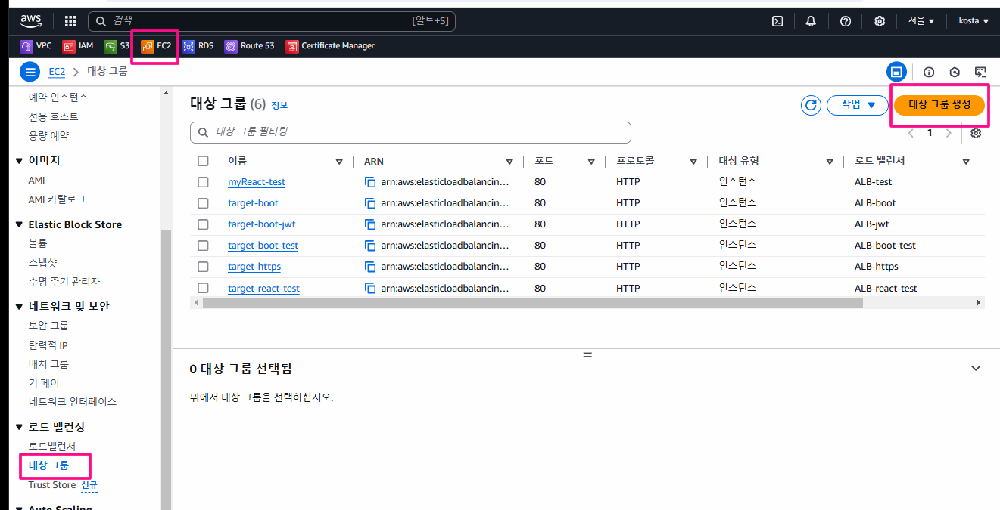 aws 검색 [알트+S] 서울 ▼ kosta ▼
VPC IAM S3 EC2 RDS Route 53 Certificate Manager
EC2 > 대상 그룹
예약 인스턴스
전용 호스트
용량 예약
▼ 이미지
AMI
AMI 카탈로그
▼ Elastic Block Store
볼륨
스냅샷
수명 주기 관리자
▼ 네트워크 및 보안
보안 그룹
탄력적 IP
배치 그룹
키 페어
네트워크 인터페이스
▼ 로드 밸런싱
로드밸런서
대상 그룹
Trust Store 신규
▼ Auto Scaling
대상 그룹 (6) 정보
작업 ▼ 대상 그룹 생성
대상 그룹 필터링
< 1 >
이름 ARN 포트 프로토콜 대상 유형 로드 밸런서
myReact-test arn:aws:elasticloadbalancin... 80 HTTP 인스턴스 ALB-test
target-boot arn:aws:elasticloadbalancin... 80 HTTP 인스턴스 ALB-boot
target-boot-jwt arn:aws:elasticloadbalancin... 80 HTTP 인스턴스 ALB-jwt
target-boot-test arn:aws:elasticloadbalancin... 80 HTTP 인스턴스 ALB-boot-test
target-https arn:aws:elasticloadbalancin... 80 HTTP 인스턴스 ALB-https
target-react-test arn:aws:elasticloadbalancin... 80 HTTP 인스턴스 ALB-react-test
0 대상 그룹 선택됨
위에서 대상 그룹을 선택하십시오.